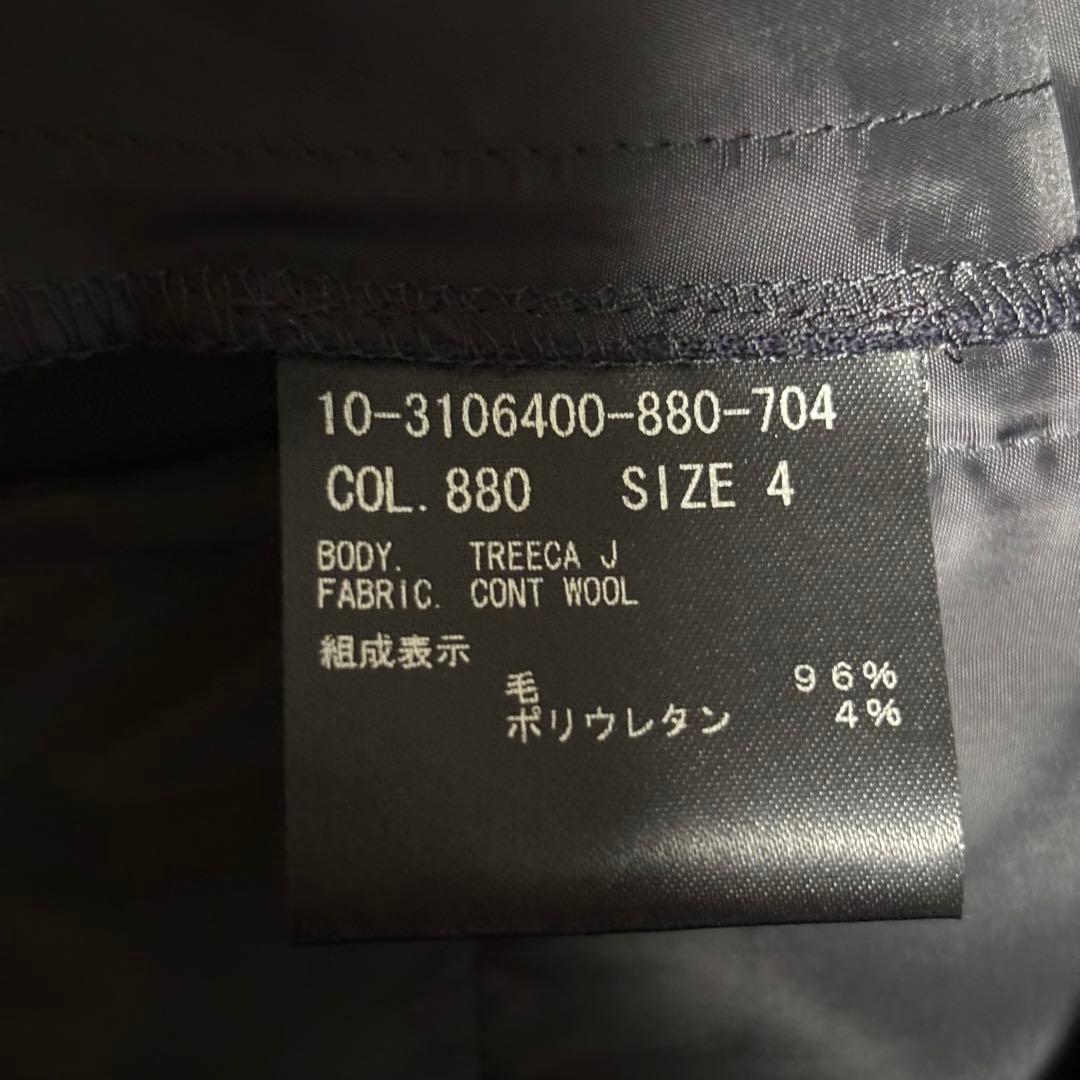 10-3106400-880-704
COL. 880 SIZE 4
BODY. TREECA J
FABRIC. CONT WOOL
組成表示
毛 96%
ポリウレタン 4%